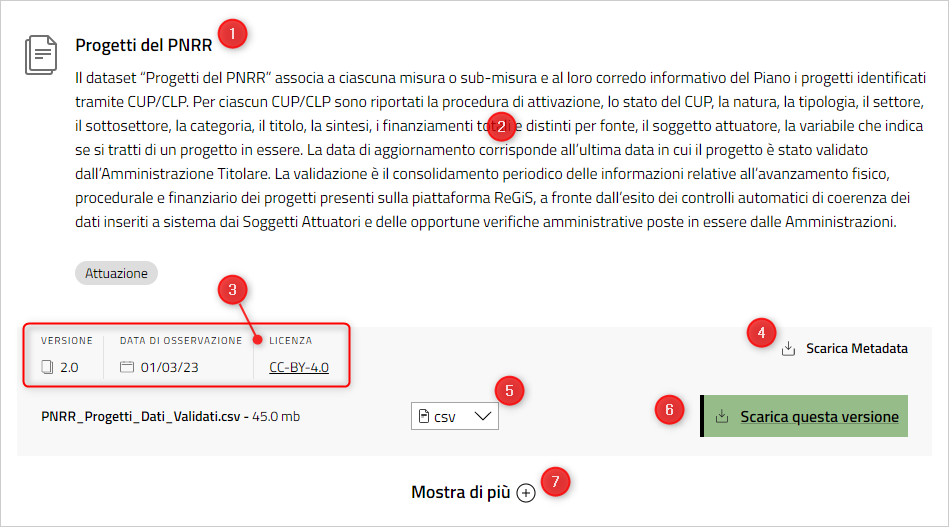 Progetti del PNRR 1
Il dataset “Progetti del PNRR” associa a ciascuna misura o sub-misura e al loro corredo informativo del Piano i progetti identificati
tramite CUP/CLP. Per ciascun CUP/CLP sono riportati la procedura di attivazione, lo stato del CUP, la natura, la tipologia, il settore,
il sottosettore, la categoria, il titolo, la sintesi, i finanziamenti 2 e distinti per fonte, il soggetto attuatore, la variabile che indica
se si tratti di un progetto in essere. La data di aggiornamento corrisponde all’ultima data in cui il progetto è stato validato
dall’Amministrazione Titolare. La validazione è il consolidamento periodico delle informazioni relative all’avanzamento fisico,
procedurale e finanziario dei progetti presenti sulla piattaforma ReGiS, a fronte dall’esito dei controlli automatici di coerenza dei
dati inseriti a sistema dai Soggetti Attuatori e delle opportune verifiche amministrative poste in essere dalle Amministrazioni.
Attuazione
3
VERSIONE DATA DI OSSERVAZIONE LICENZA
2.0 01/03/23 CC-BY-4.0
4 Scarica Metadata
PNRR_Progetti_Dati_Validati.csv - 45.0 mb
csv 5
6 Scarica questa versione
Mostra di più 7